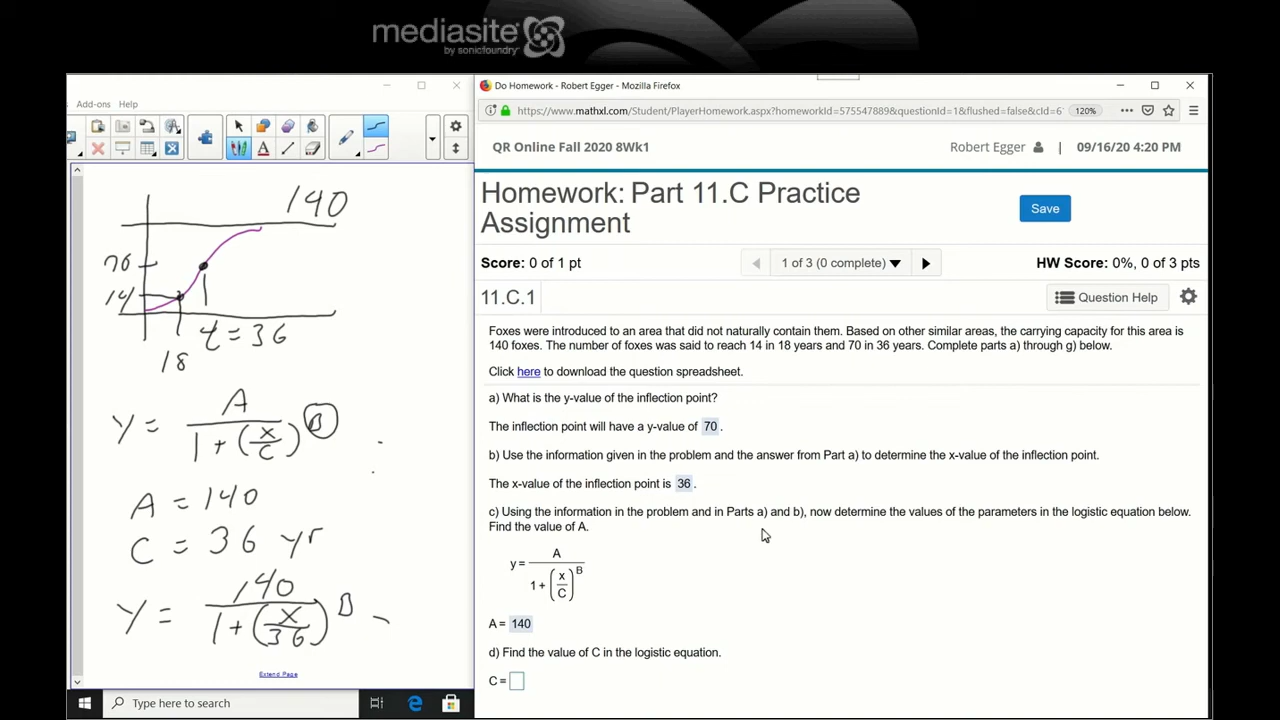 mediasite
by sonicfoundry
Do Homework - Robert Egger - Mozilla Firefox
https://www.mathxl.com/Student/PlayerHomework.aspx?homeworkId=575547889&questionId=1&flushed=false&cId=6
120%
Add-ons Help
QR Online Fall 2020 8Wk1
Robert Egger | 09/16/20 4:20 PM
Homework: Part 11.C Practice
Assignment
Save
Score: 0 of 1 pt
1 of 3 (0 complete)
HW Score: 0%, 0 of 3 pts
11.C.1
Question Help
Foxes were introduced to an area that did not naturally contain them. Based on other similar areas, the carrying capacity for this area is
140 foxes. The number of foxes was said to reach 14 in 18 years and 70 in 36 years. Complete parts a) through g) below.
Click here to download the question spreadsheet.
a) What is the y-value of the inflection point?
The inflection point will have a y-value of 70.
b) Use the information given in the problem and the answer from Part a) to determine the x-value of the inflection point.
The x-value of the inflection point is 36.
c) Using the information in the problem and in Parts a) and b), now determine the values of the parameters in the logistic equation below.
Find the value of A.
y = A / 1 + (x/C)^B
A = 140
d) Find the value of C in the logistic equation.
C =
140
70
14
t = 36
18
Y = A / 1 + (x/C)^B
A = 140
C = 36 yr
Y = 140 / 1 + (x/36)^B
Extend Page
Type here to search